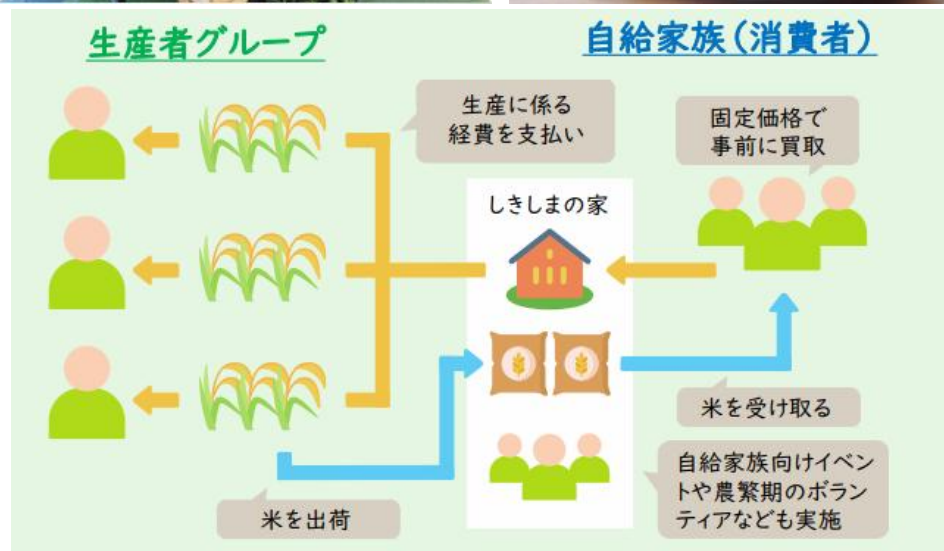 生産者グループ
自給家族(消費者)
生産に係る
経費を支払い
固定価格で
事前に買取
しきしまの家
米を受け取る
自給家族向けイベン
トや農繁期のボラン
ティアなども実施
米を出荷